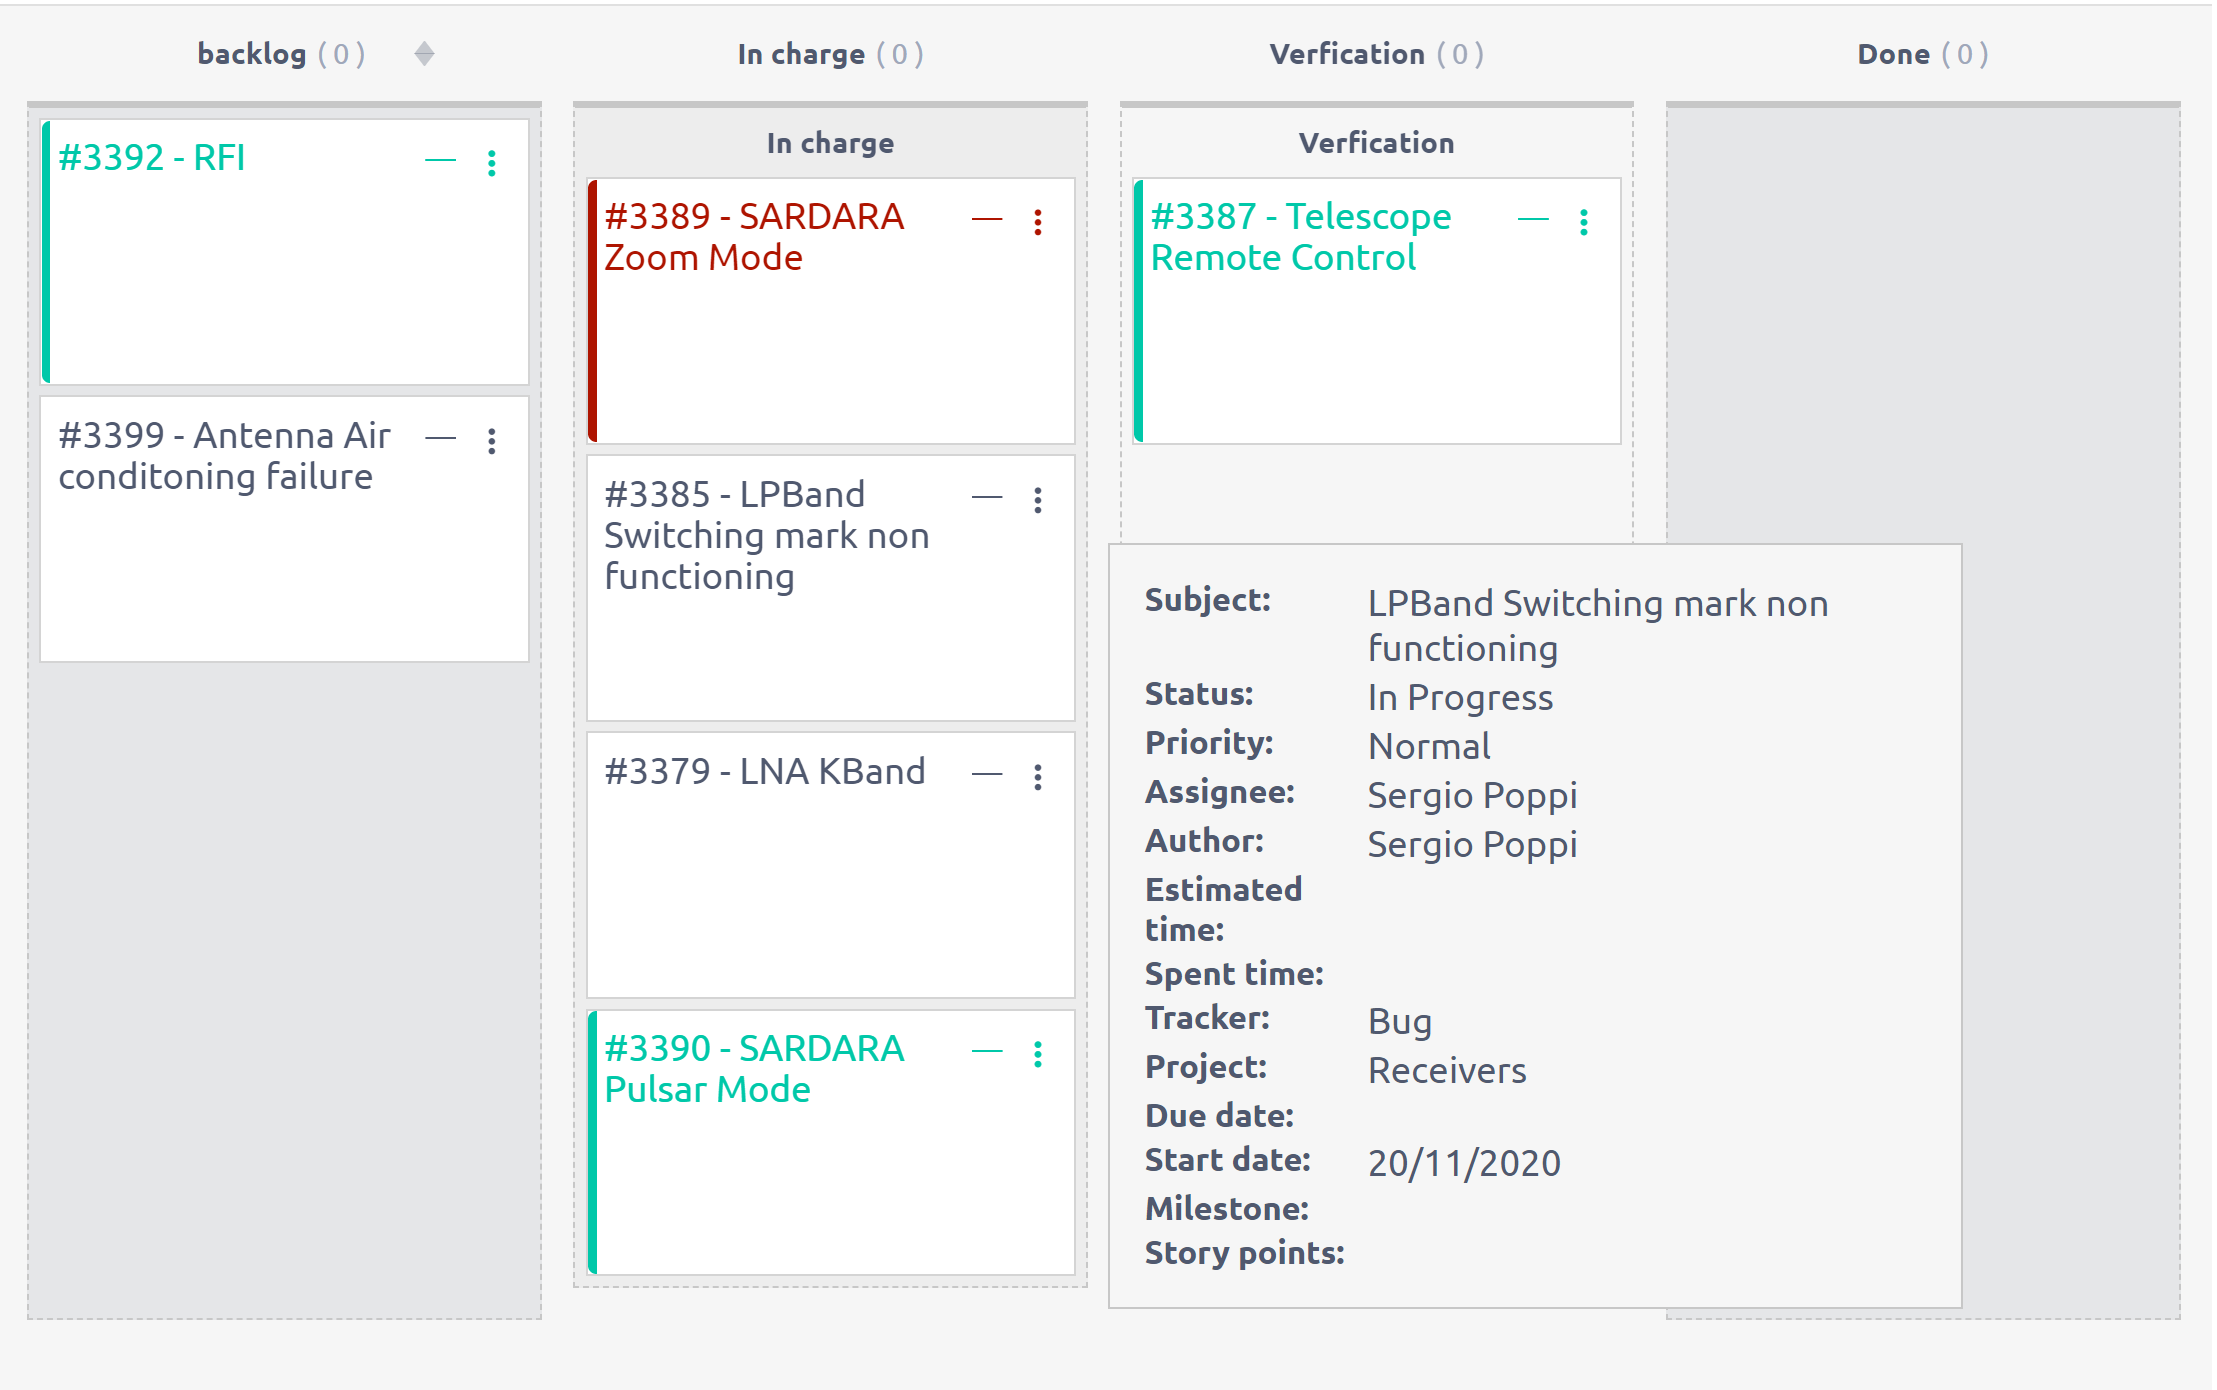 backlog (0)
In charge (0)
Verfication (0)
Done (0)
#3392 - RFI
#3399 - Antenna Air
conditoning failure
In charge
#3389 - SARDARA
Zoom Mode
#3385 - LPBand
Switching mark non
functioning
#3379 - LNA KBand
#3390 - SARDARA
Pulsar Mode
Verfication
#3387 - Telescope
Remote Control
Subject: LPBand Switching mark non
functioning
Status: In Progress
Priority: Normal
Assignee: Sergio Poppi
Author: Sergio Poppi
Estimated
time:
Spent time:
Tracker: Bug
Project: Receivers
Due date:
Start date: 20/11/2020
Milestone:
Story points: